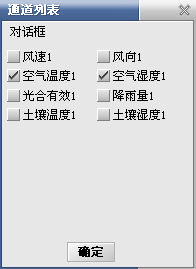 通道列表
对话框
风速1 风向1
空气温度1 空气湿度1
光合有效1 降雨量1
土壤温度1 土壤湿度1
确定